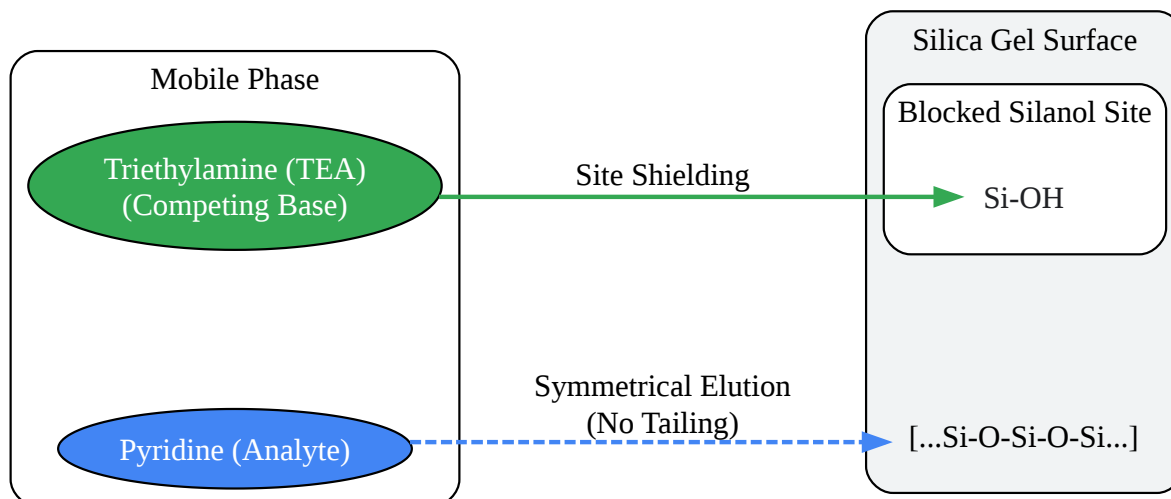 Mobile Phase
Triethylamine (TEA)
(Competing Base)
Pyridine (Analyte)
Site Shielding
Symmetrical Elution
(No Tailing)
Silica Gel Surface
Blocked Silanol Site
Si-OH
[...Si-O-Si-O-Si...]